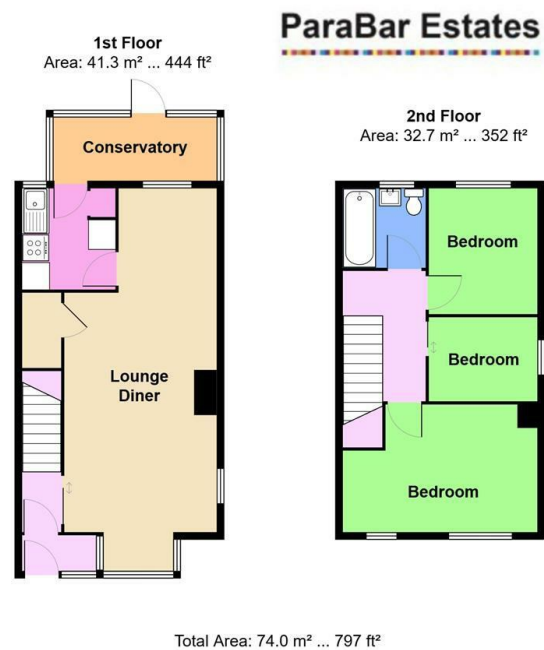 ParaBar Estates
1st Floor
Area: 41.3 m² ... 444 ft²
2nd Floor
Area: 32.7 m² ... 352 ft²
Conservatory
Bedroom
Bedroom
Lounge
Diner
Bedroom
Total Area: 74.0 m² ... 797 ft²